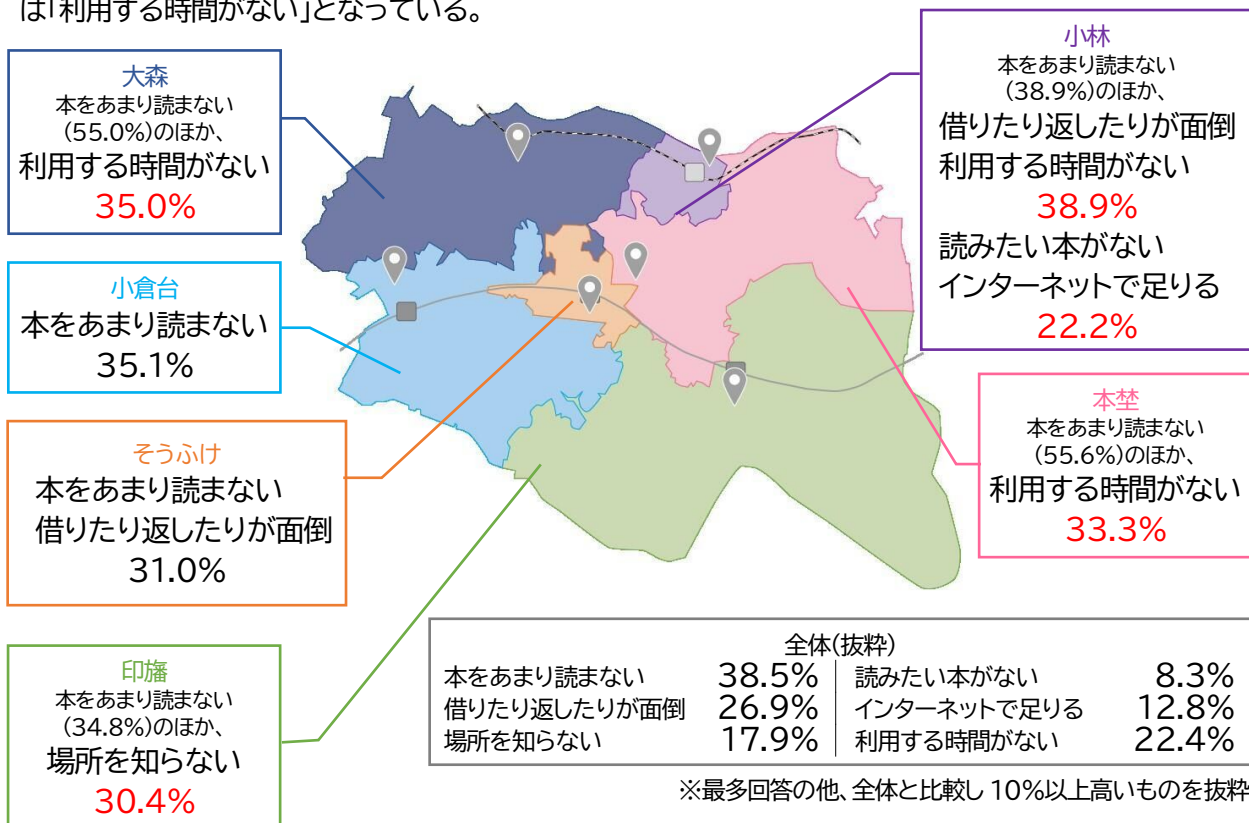 は「利用する時間がない」となっている。
大森
本をあまり読まない
(55.0%)のほか、
利用する時間がない
35.0%
小倉台
本をあまり読まない
35.1%
そうふけ
本をあまり読まない
借りたり返したりが面倒
31.0%
印旛
本をあまり読まない
(34.8%)のほか、
場所を知らない
30.4%
小林
本をあまり読まない
(38.9%)のほか、
借りたり返したりが面倒
利用する時間がない
38.9%
読みたい本がない
インターネットで足りる
22.2%
本埜
本をあまり読まない
(55.6%)のほか、
利用する時間がない
33.3%
全体(抜粋)
本をあまり読まない 38.5% 読みたい本がない 8.3%
借りたり返したりが面倒 26.9% インターネットで足りる 12.8%
場所を知らない 17.9% 利用する時間がない 22.4%
※最多回答の他、全体と比較し10%以上高いものを抜粋